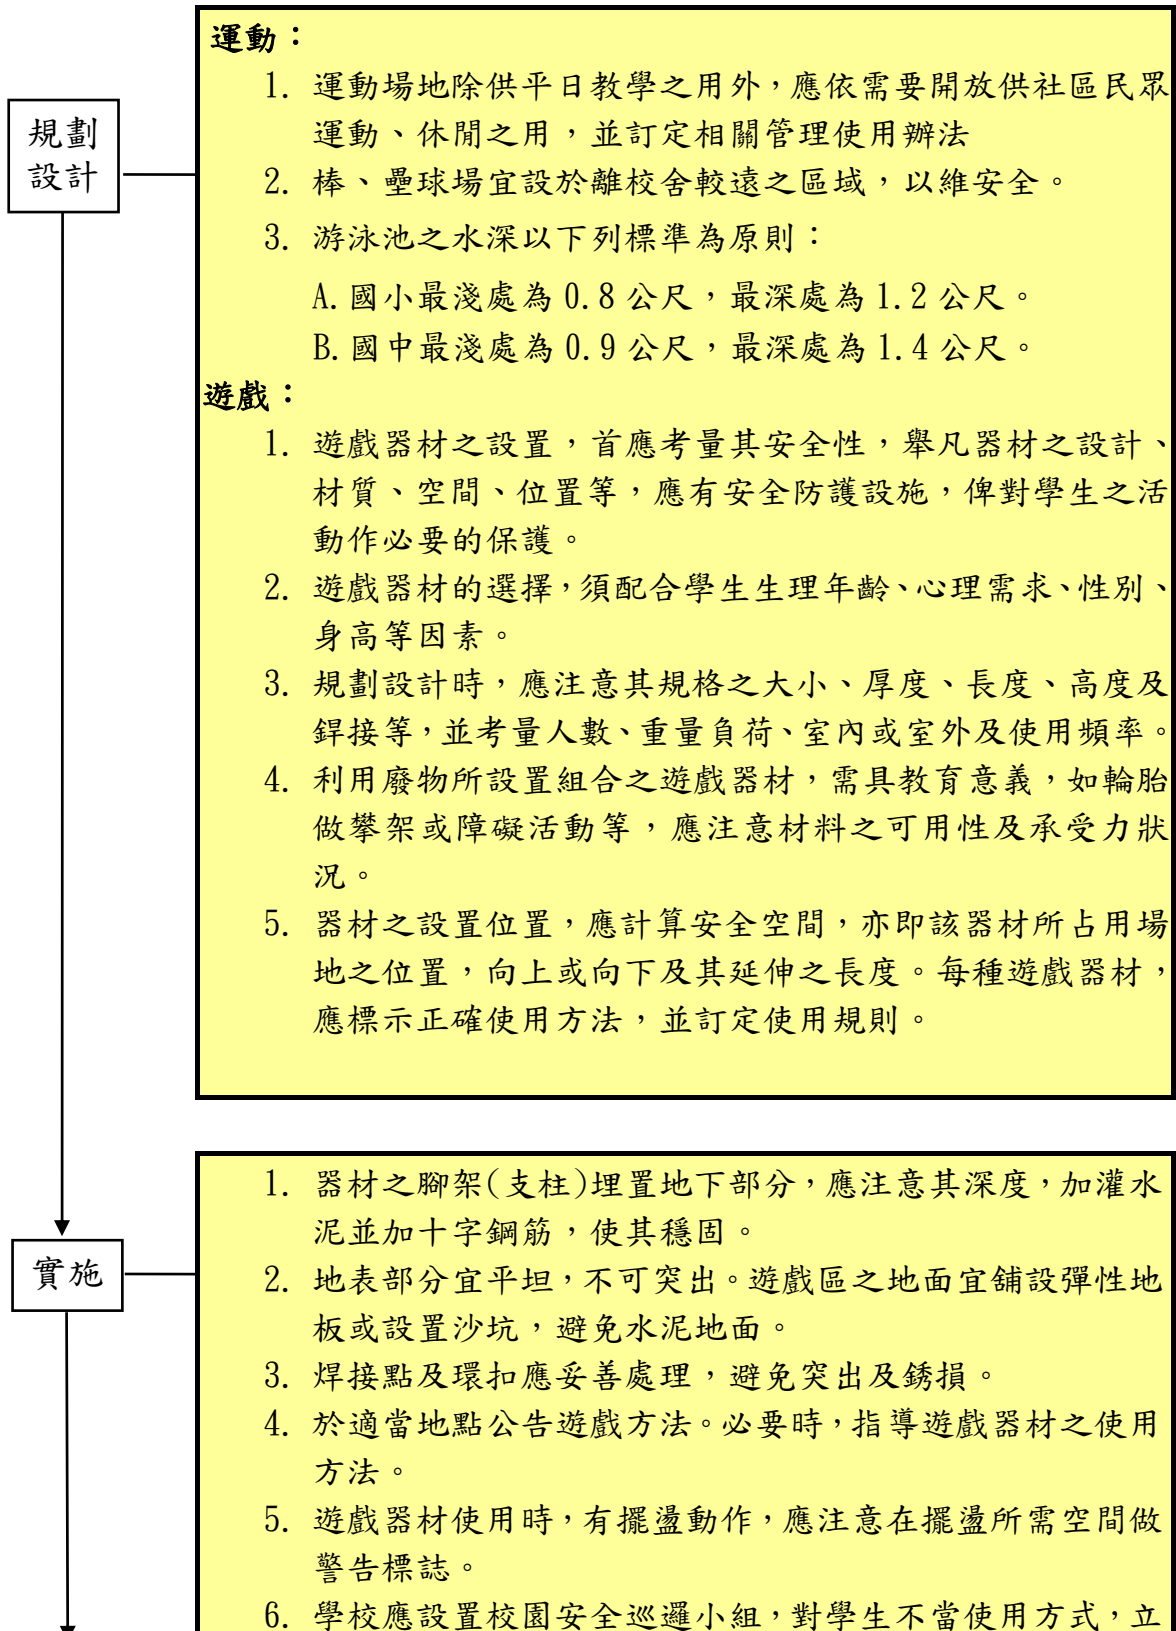 規劃
設計
運動：
1. 運動場地除供平日教學之用外，應依需要開放供社區民眾
運動、休閒之用，並訂定相關管理使用辦法
2. 棒、壘球場宜設於離校舍較遠之區域，以維安全。
3. 游泳池之水深以下列標準為原則：
A.國小最淺處為 0.8 公尺，最深處為 1.2 公尺。
B.國中最淺處為 0.9 公尺，最深處為 1.4 公尺。
遊戲：
1. 遊戲器材之設置，首應考量其安全性，舉凡器材之設計、
材質、空間、位置等，應有安全防護設施，俾對學生之活
動作必要的保護。
2. 遊戲器材的選擇，須配合學生生理年齡、心理需求、性別、
身高等因素。
3. 規劃設計時，應注意其規格之大小、厚度、長度、高度及
銲接等，並考量人數、重量負荷、室內或室外及使用頻率。
4. 利用廢物所設置組合之遊戲器材，需具教育意義，如輪胎
做攀架或障礙活動等，應注意材料之可用性及承受力狀
況。
5. 器材之設置位置，應計算安全空間，亦即該器材所占用場
地之位置，向上或向下及其延伸之長度。每種遊戲器材，
應標示正確使用方法，並訂定使用規則。
實施
1. 器材之腳架(支柱)埋置地下部分，應注意其深度，加灌水
泥並加十字鋼筋，使其穩固。
2. 地表部分宜平坦，不可突出。遊戲區之地面宜舖設彈性地
板或設置沙坑，避免水泥地面。
3. 焊接點及環扣應妥善處理，避免突出及銹損。
4. 於適當地點公告遊戲方法。必要時，指導遊戲器材之使用
方法。
5. 遊戲器材使用時，有擺盪動作，應注意在擺盪所需空間做
警告標誌。
6. 學校應設置校園安全巡邏小組，對學生不當使用方式，立